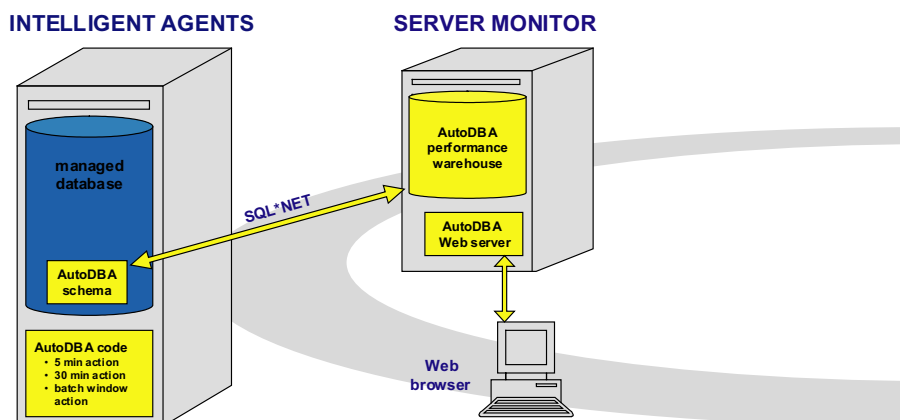 INTELLIGENT AGENTS
SERVER MONITOR
managed
database
AutoDBA
schema
AutoDBA code
• 5 min action
• 30 min action
• batch window
action
SQL*NET
AutoDBA
performance
warehouse
AutoDBA
Web server
Web
browser